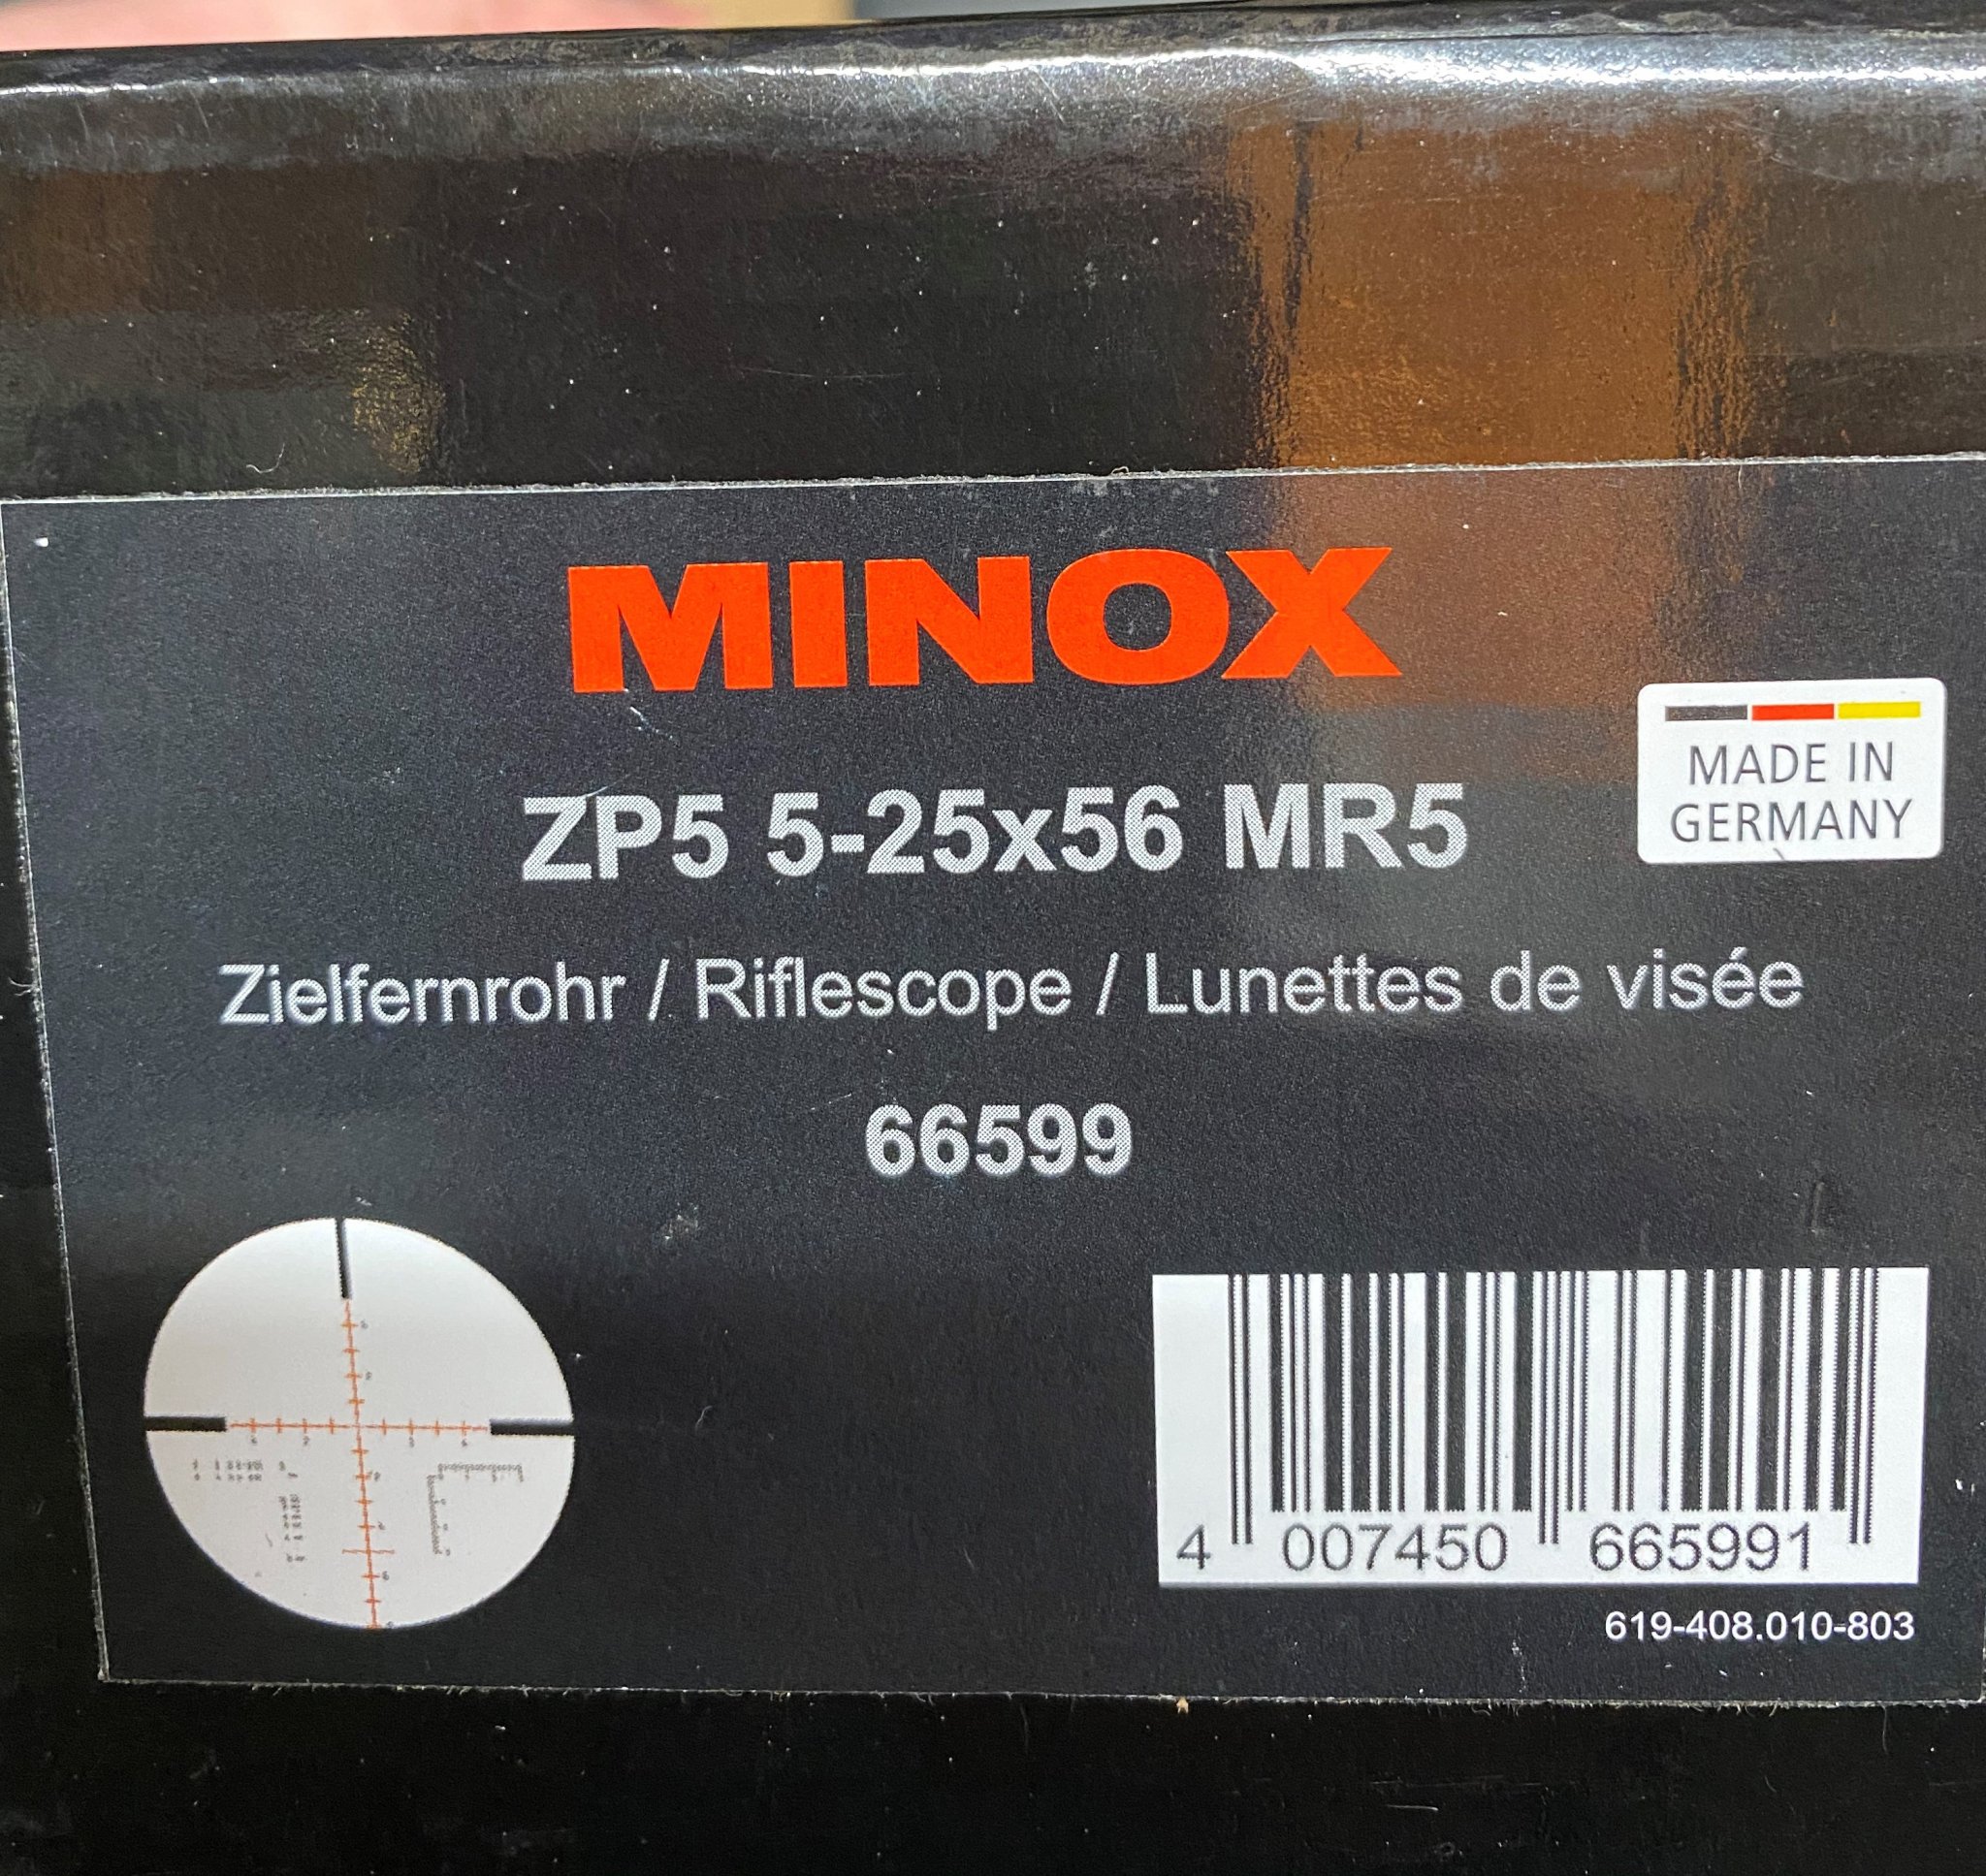 MINOX
ZP5 5-25x56 MR5
MADE IN
GERMANY
Zielfernrohr / Riflescope / Lunettes de visée
66599
4 007450 665991
619-408.010-803